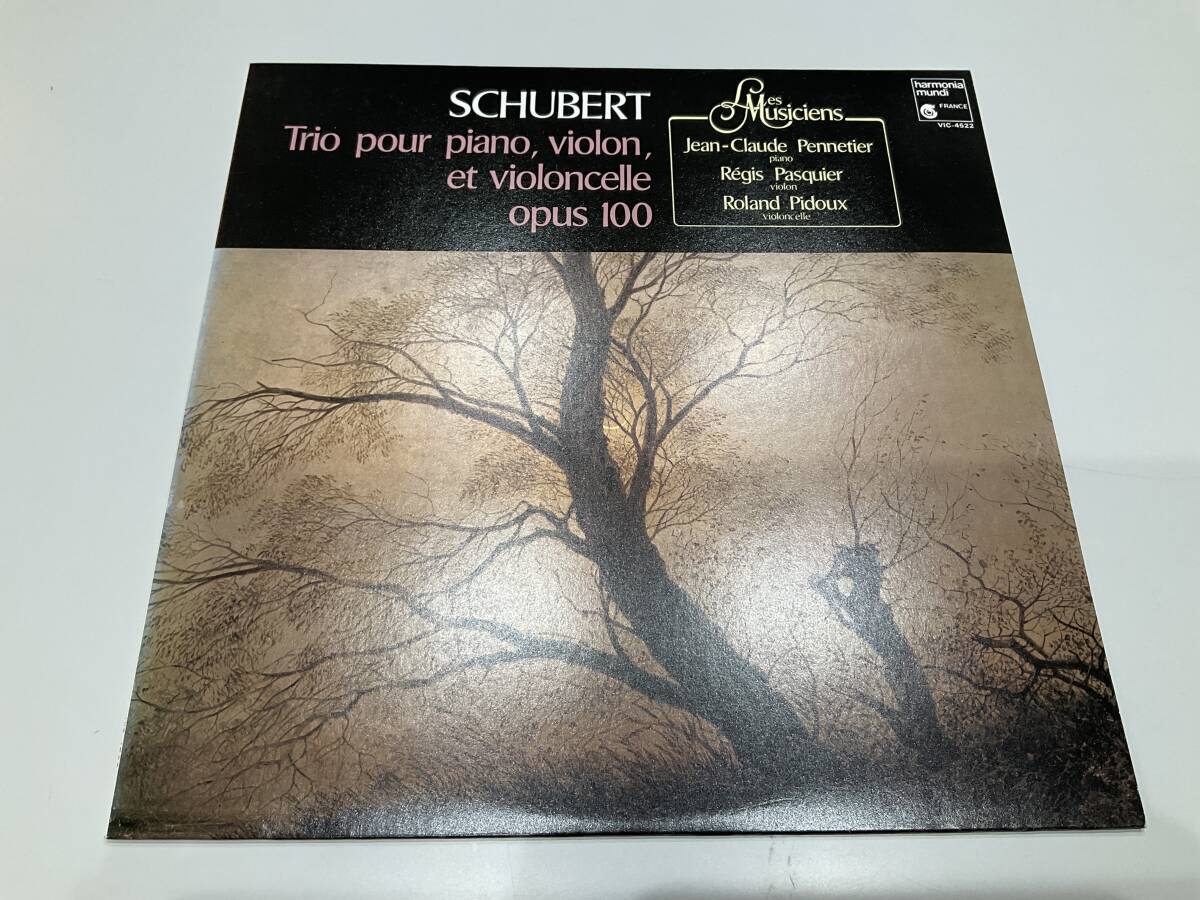 SCHUBERT
Trio pour piano, violon,
et violoncelle
opus 100
Les
Musiciens
Jean-Claude Pennetier
piano
Régis Pasquier
violon
Roland Pidoux
violoncelle
harmonia
mundi
FRANCE
VIC-4522